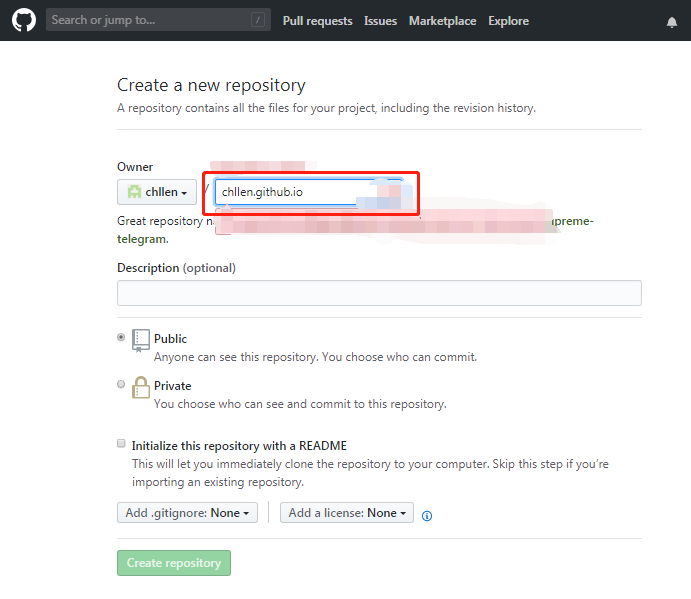 Search or jump to... /
Pull requests Issues Marketplace Explore
Create a new repository
A repository contains all the files for your project, including the revision history.
Owner
chllen / chllen.github.io
Great repository preme-
telegram.
Description (optional)
Public
Anyone can see this repository. You choose who can commit.
Private
You choose who can see and commit to this repository.
Initialize this repository with a README
This will let you immediately clone the repository to your computer. Skip this step if you’re
importing an existing repository.
Add .gitignore: None Add a license: None
Create repository